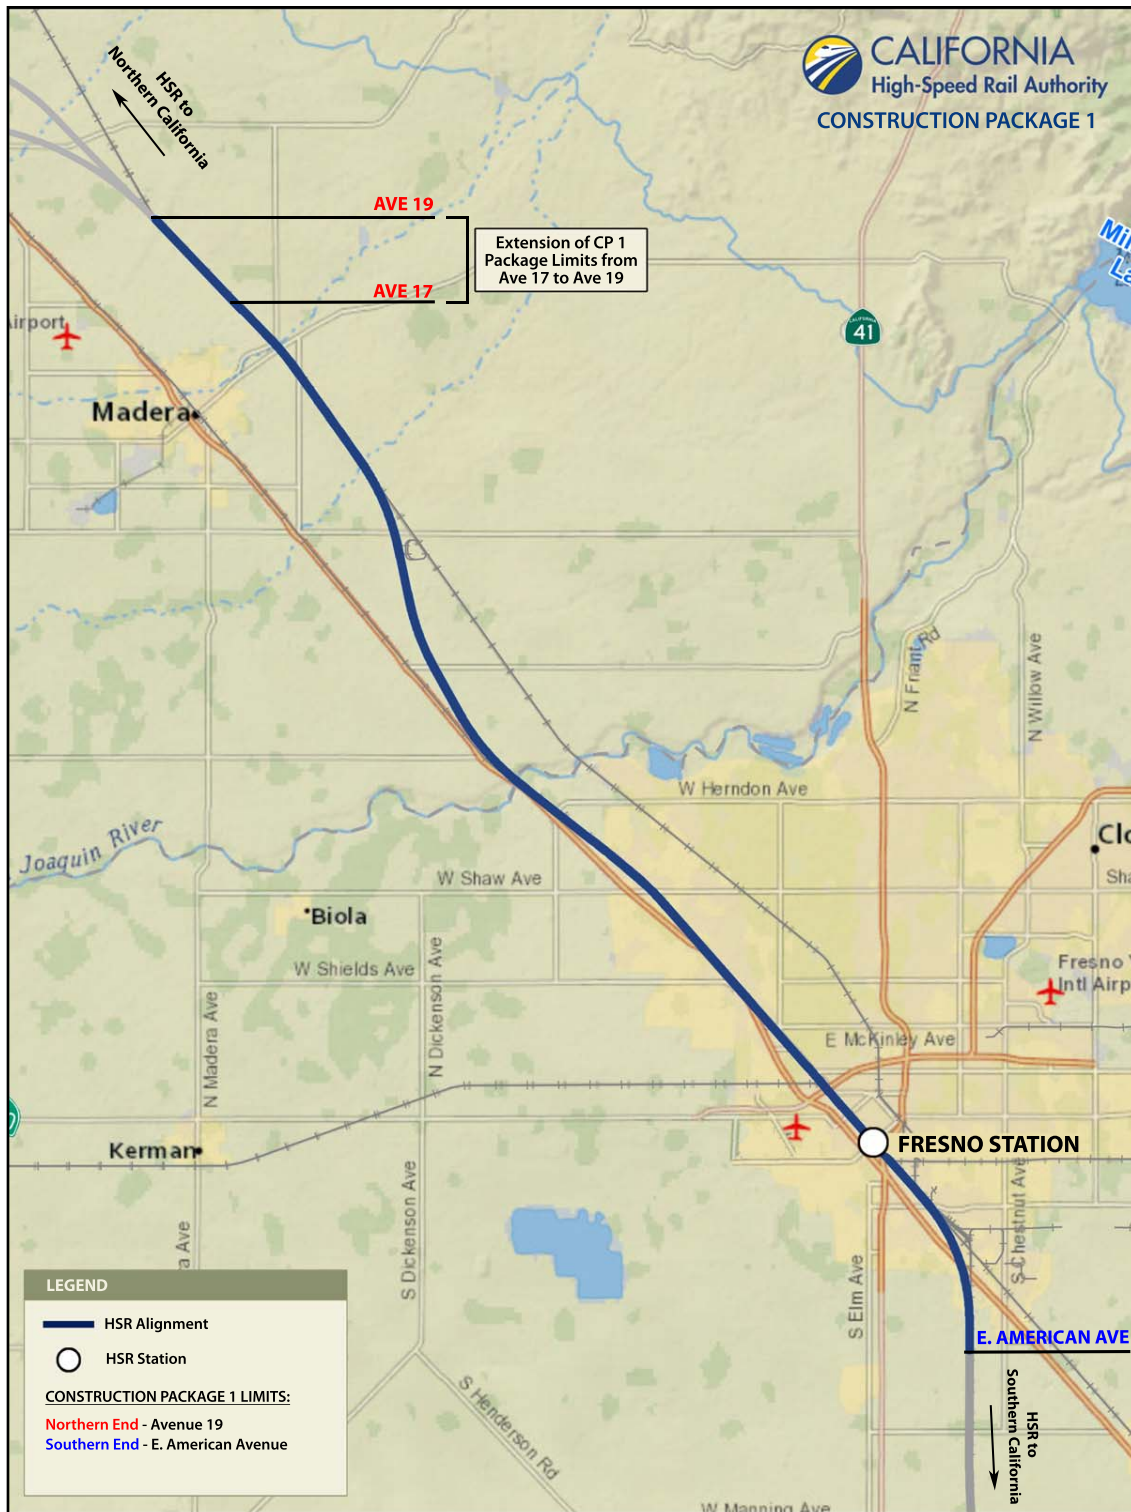 HSR to
Northern California
CALIFORNIA
High-Speed Rail Authority
CONSTRUCTION PACKAGE 1
AVE 19
Extension of CP 1
Package Limits from
Ave 17 to Ave 19
AVE 17
CALIFORNIA
41
Airport
Madera
N Friant Rd
N Willow Ave
W Herndon Ave
Joaquin River
W Shaw Ave
Biola
W Shields Ave
N Dickenson Ave
N Madera Ave
Fresno
Intl Airp
E McKinley Ave
Kerman
FRESNO STATION
S Chestnut Ave
S Dickenson Ave
a Ave
S Elm Ave
E. AMERICAN AVE
S Henderson Rd
HSR to
Southern California
W Manning Ave
LEGEND
HSR Alignment
HSR Station
CONSTRUCTION PACKAGE 1 LIMITS:
Northern End - Avenue 19
Southern End - E. American Avenue